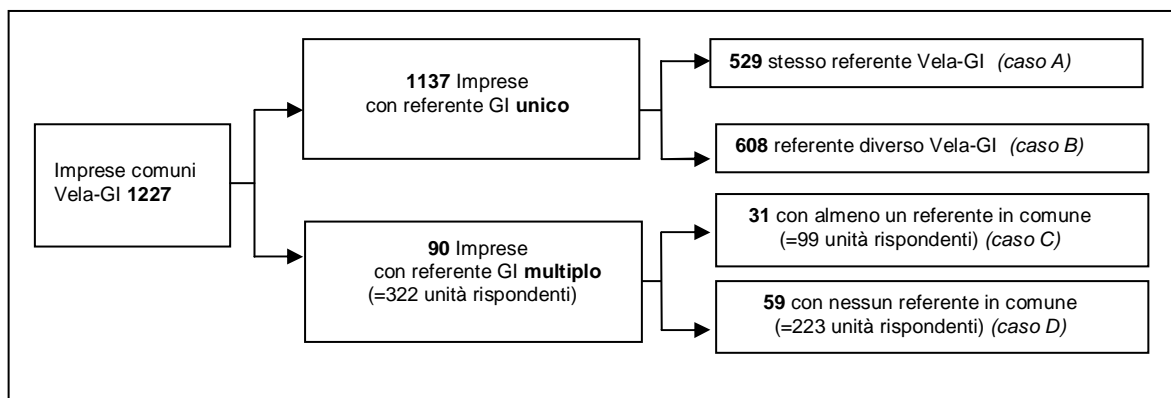 Imprese comuni
Vela-GI 1227
1137 Imprese
con referente GI unico
90 Imprese
con referente GI multiplo
(=322 unità rispondenti)
529 stesso referente Vela-GI (caso A)
608 referente diverso Vela-GI (caso B)
31 con almeno un referente in comune
(=99 unità rispondenti) (caso C)
59 con nessun referente in comune
(=223 unità rispondenti) (caso D)